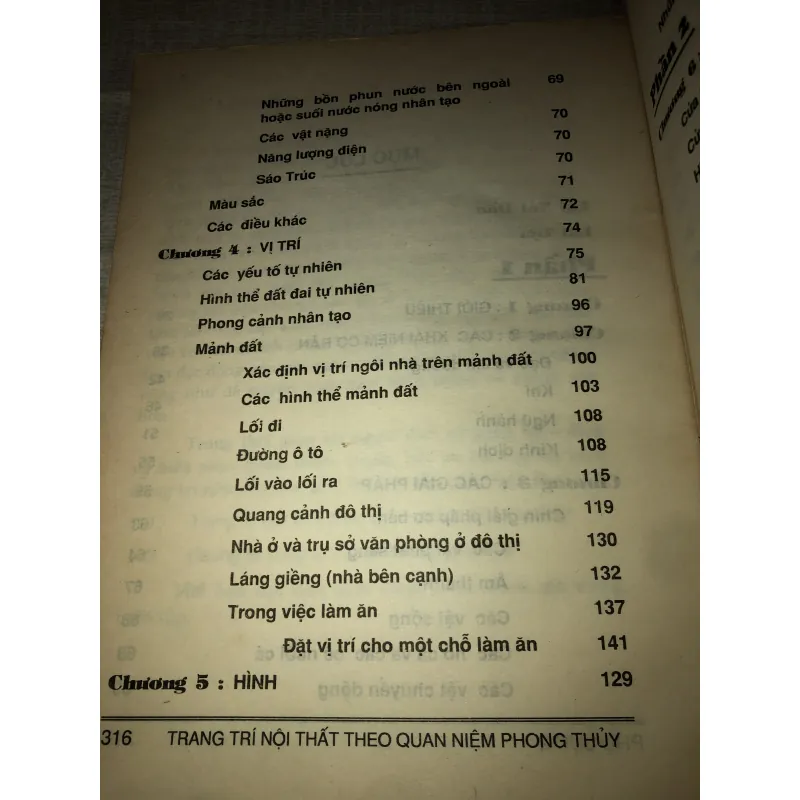 Những bồn phun nước bên ngoài 69
hoặc suối nước nóng nhân tạo
Các vật nặng 70
Năng lượng điện 70
Sáo Trúc 70
Màu sắc 71
Các điều khác 72
Chương 4 : VỊ TRÍ 74
Các yếu tố tự nhiên 75
Hình thể đất đai tự nhiên 81
Phong cảnh nhân tạo 96
Mảnh đất 97
Xác định vị trí ngôi nhà trên mảnh đất 100
Các hình thể mảnh đất 103
Lối đi 108
Đường ô tô 108
Lối vào lối ra 115
Quang cảnh đô thị 119
Nhà ở và trụ sở văn phòng ở đô thị 130
Láng giềng (nhà bên cạnh) 132
Trong việc làm ăn 137
Đặt vị trí cho một chỗ làm ăn 141
Chương 5 : HÌNH 129
316 TRANG TRÍ NỘI THẤT THEO QUAN NIỆM PHONG THỦY
Phần 2
Chương 6